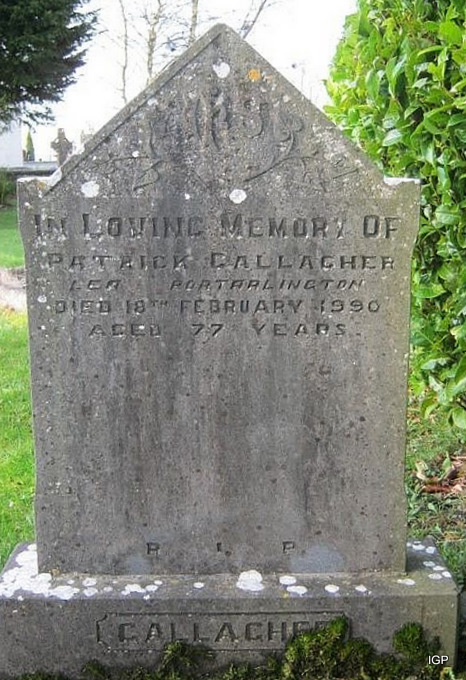 IHS
IN LOVING MEMORY OF
PATRICK GALLAGHER
LEA PORTARLINGTON
DIED 18TH FEBRUARY 1990
AGED 77 YEARS.
R. I. P.
GALLAGHER
IGP